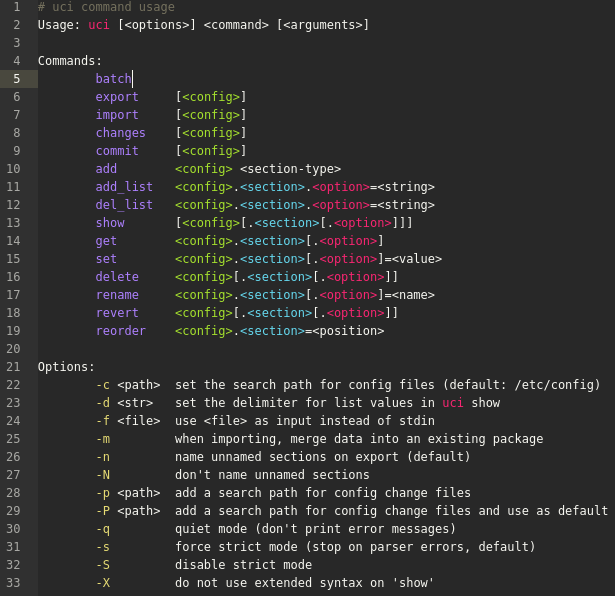 1 # uci command usage
2 Usage: uci [<options>] <command> [<arguments>]
3
4 Commands:
5 batch
6 export [<config>]
7 import [<config>]
8 changes [<config>]
9 commit [<config>]
10 add <config> <section-type>
11 add_list <config>.<section>.<option>=<string>
12 del_list <config>.<section>.<option>=<string>
13 show [<config>[.<section>[.<option>]]]
14 get <config>.<section>[.<option>]
15 set <config>.<section>[.<option>]=<value>
16 delete <config>[.<section>[.<option>]]
17 rename <config>.<section>[.<option>]=<name>
18 revert <config>[.<section>[.<option>]]
19 reorder <config>.<section>=<position>
20
21 Options:
22 -c <path> set the search path for config files (default: /etc/config)
23 -d <str> set the delimiter for list values in uci show
24 -f <file> use <file> as input instead of stdin
25 -m when importing, merge data into an existing package
26 -n name unnamed sections on export (default)
27 -N don't name unnamed sections
28 -p <path> add a search path for config change files
29 -P <path> add a search path for config change files and use as default
30 -q quiet mode (don't print error messages)
31 -s force strict mode (stop on parser errors, default)
32 -S disable strict mode
33 -X do not use extended syntax on 'show'